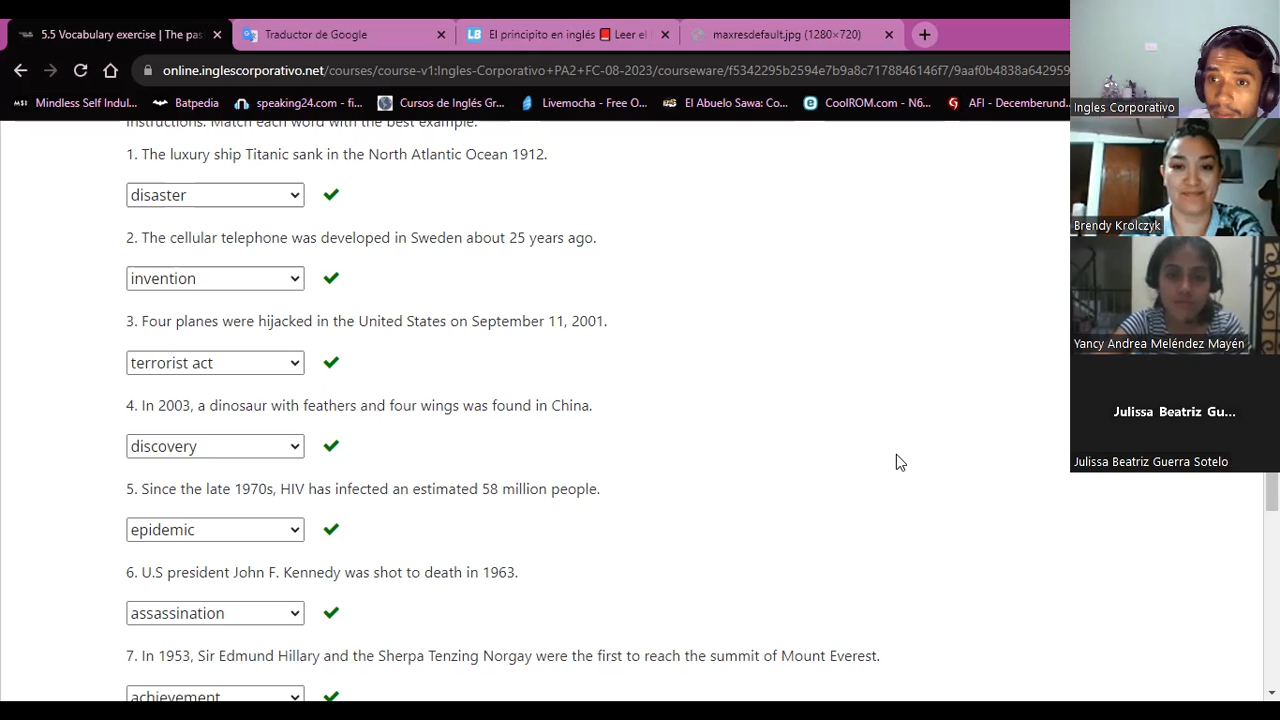 5.5 Vocabulary exercise | The pas
Traductor de Google
El principito en inglés 📕 Leer el l
maxresdefault.jpg (1280×720)
online.inglescorporativo.net/courses/course-v1:Ingles-Corporativo+PA2+FC-08-2023/courseware/f5342295b2594e7b9a8c7178846146f7/9aaf0b4838a642959
Mindless Self Indul...
Batpedia
speaking24.com - fi...
Cursos de Inglés Gr...
Livemocha - Free O...
El Abuelo Sawa: Co...
CoolROM.com - N6...
AFI - Decemberund...
Instructions. Match each word with the best example.
1. The luxury ship Titanic sank in the North Atlantic Ocean 1912.
disaster
2. The cellular telephone was developed in Sweden about 25 years ago.
invention
3. Four planes were hijacked in the United States on September 11, 2001.
terrorist act
4. In 2003, a dinosaur with feathers and four wings was found in China.
discovery
5. Since the late 1970s, HIV has infected an estimated 58 million people.
epidemic
6. U.S president John F. Kennedy was shot to death in 1963.
assassination
7. In 1953, Sir Edmund Hillary and the Sherpa Tenzing Norgay were the first to reach the summit of Mount Everest.
achievement
Ingles Corporativo
Brendy Krolczyk
Yancy Andrea Meléndez Mayén
Julissa Beatriz Gu...
Julissa Beatriz Guerra Sotelo